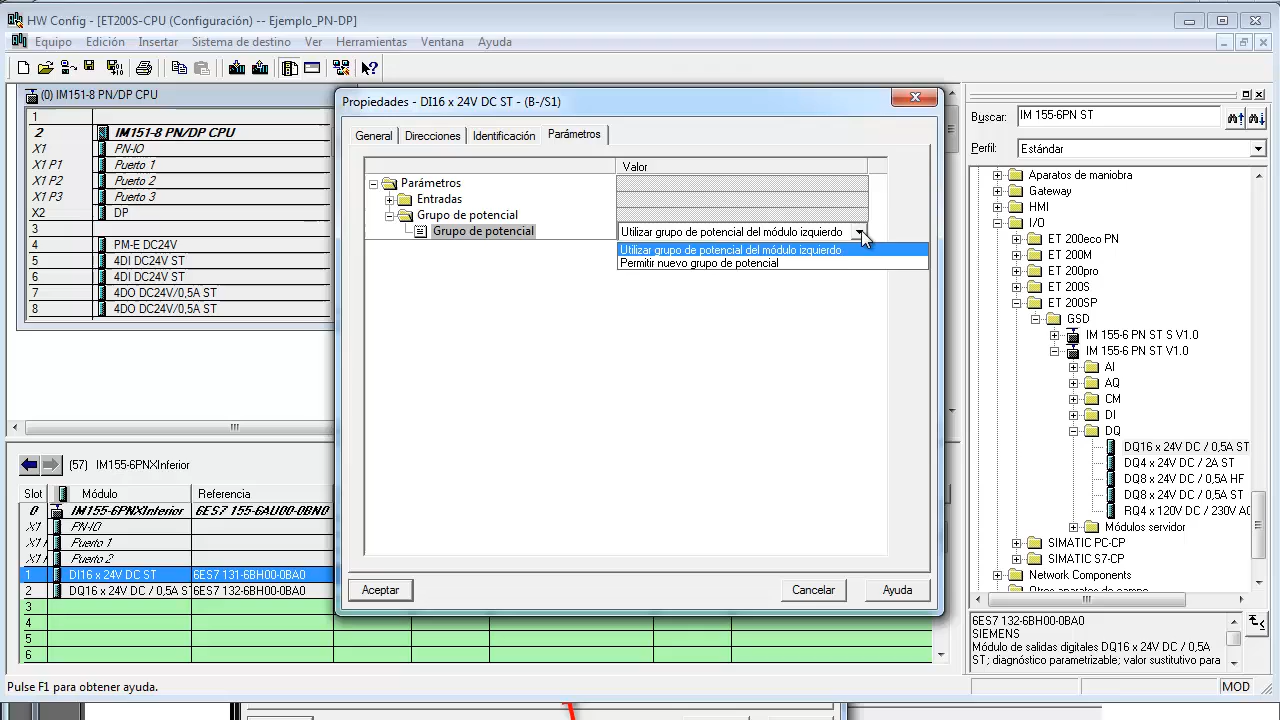 HW Config - [ET200S-CPU (Configuración) -- Ejemplo_PN-DP]
Equipo Edición Insertar Sistema de destino Ver Herramientas Ventana Ayuda
(0) IM151-8 PN/DP CPU
1
2 IM151-8 PN/DP CPU
X1 PN-IO
X1 P1 Puerto 1
X1 P2 Puerto 2
X1 P3 Puerto 3
X2 DP
3
4 PM-E DC24V
5 4DI DC24V ST
6 4DI DC24V ST
7 4DO DC24V/0,5A ST
8 4DO DC24V/0,5A ST
Propiedades - DI16 x 24V DC ST - (B-/S1)
General Direcciones Identificación Parámetros
Valor
Parámetros
Entradas
Grupo de potencial
Grupo de potencial Utilizar grupo de potencial del módulo izquierdo
Utilizar grupo de potencial del módulo izquierdo
Permitir nuevo grupo de potencial
Aceptar Cancelar Ayuda
Buscar: IM 155-6PN ST
Perfil: Estándar
Aparatos de maniobra
Gateway
HMI
I/O
ET 200eco PN
ET 200M
ET 200pro
ET 200S
ET 200SP
GSD
IM 155-6 PN ST S V1.0
IM 155-6 PN ST V1.0
AI
AQ
CM
DI
DQ
DQ16 x 24V DC / 0,5A ST
DQ4 x 24V DC / 2A ST
DQ8 x 24V DC / 0,5A HF
DQ8 x 24V DC / 0,5A ST
RQ4 x 120V DC / 230V AC
Módulos servidor
SIMATIC PC-CP
SIMATIC S7-CP
Network Components
Otros aparatos de campo
6ES7 132-6BH00-0BA0
SIEMENS
Módulo de salidas digitales DQ16 x 24V DC / 0,5A
ST; diagnóstico parametrizable; valor sustitutivo para
(57) IM155-6PNXInferior
Slot Módulo Referencia
0 IM155-6PNXInferior 6ES7 155-6AU00-0BN0
X1 PN-IO
X1 Puerto 1
X1 Puerto 2
1 DI16 x 24V DC ST 6ES7 131-6BH00-0BA0
2 DQ16 x 24V DC / 0,5A S 6ES7 132-6BH00-0BA0
3
4
5
6
Pulse F1 para obtener ayuda. MOD